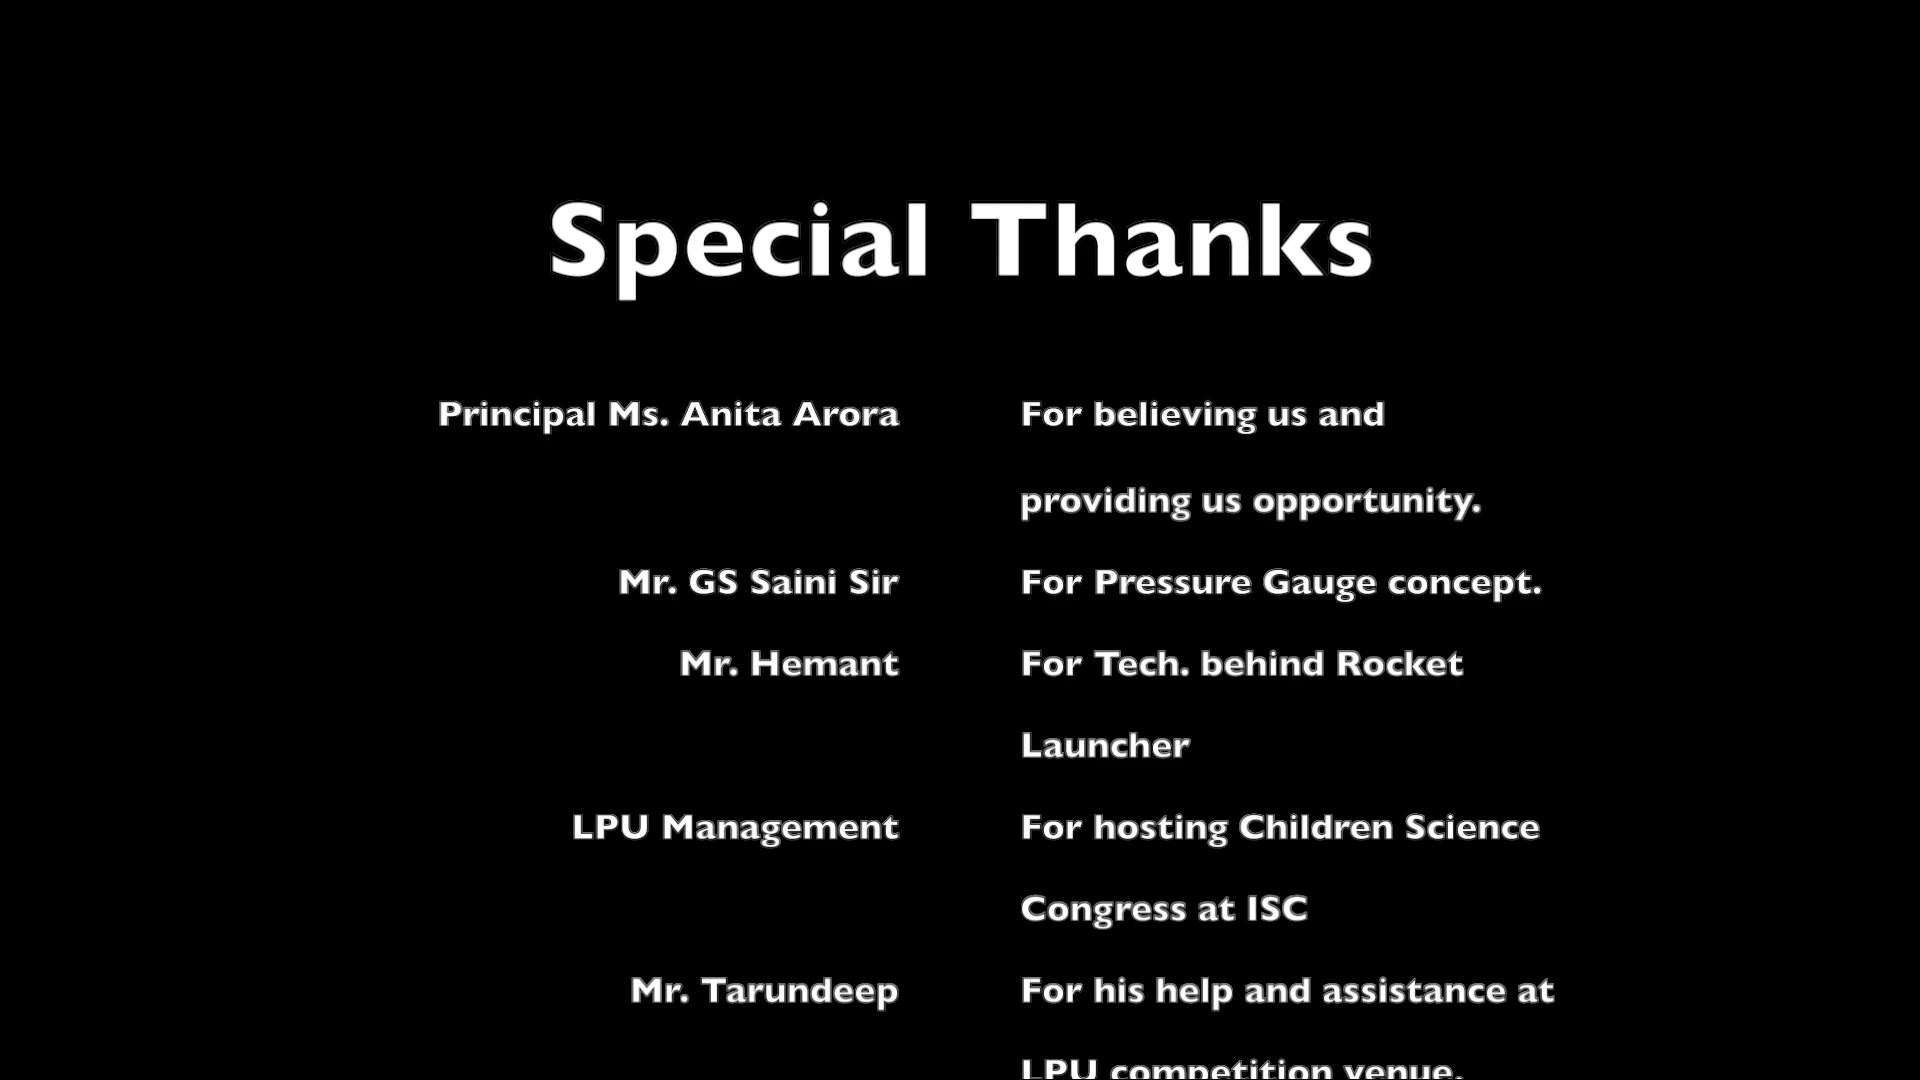 Special Thanks
Principal Ms. Anita Arora For believing us and
providing us opportunity.
Mr. GS Saini Sir For Pressure Gauge concept.
Mr. Hemant For Tech. behind Rocket
Launcher
LPU Management For hosting Children Science
Congress at ISC
Mr. Tarundeep For his help and assistance at
LPU competition venue.